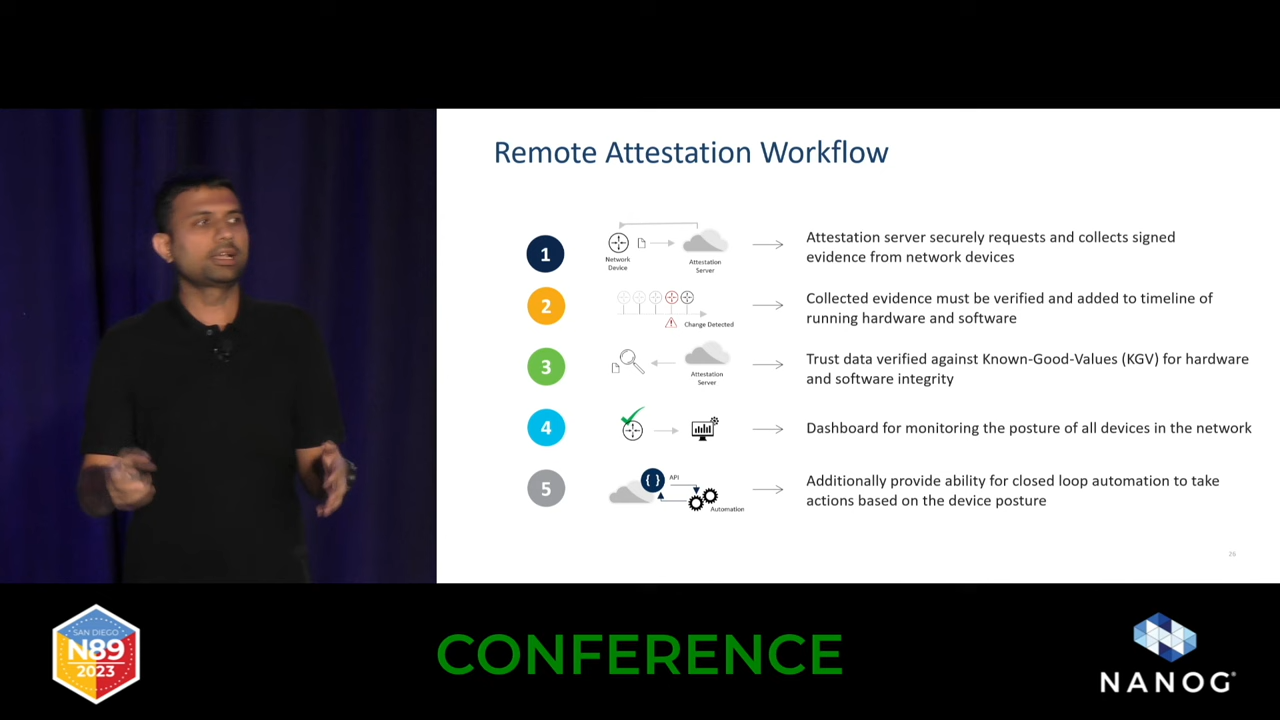 Remote Attestation Workflow
1
Network
Device
Attestation
Server
Attestation server securely requests and collects signed
evidence from network devices
2
Change Detected
Collected evidence must be verified and added to timeline of
running hardware and software
3
Attestation
Server
Trust data verified against Known-Good-Values (KGV) for hardware
and software integrity
4
Dashboard for monitoring the posture of all devices in the network
5
{ }
API
Automation
Additionally provide ability for closed loop automation to take
actions based on the device posture
26
SAN DIEGO
N89
2023
CONFERENCE
NANOG®